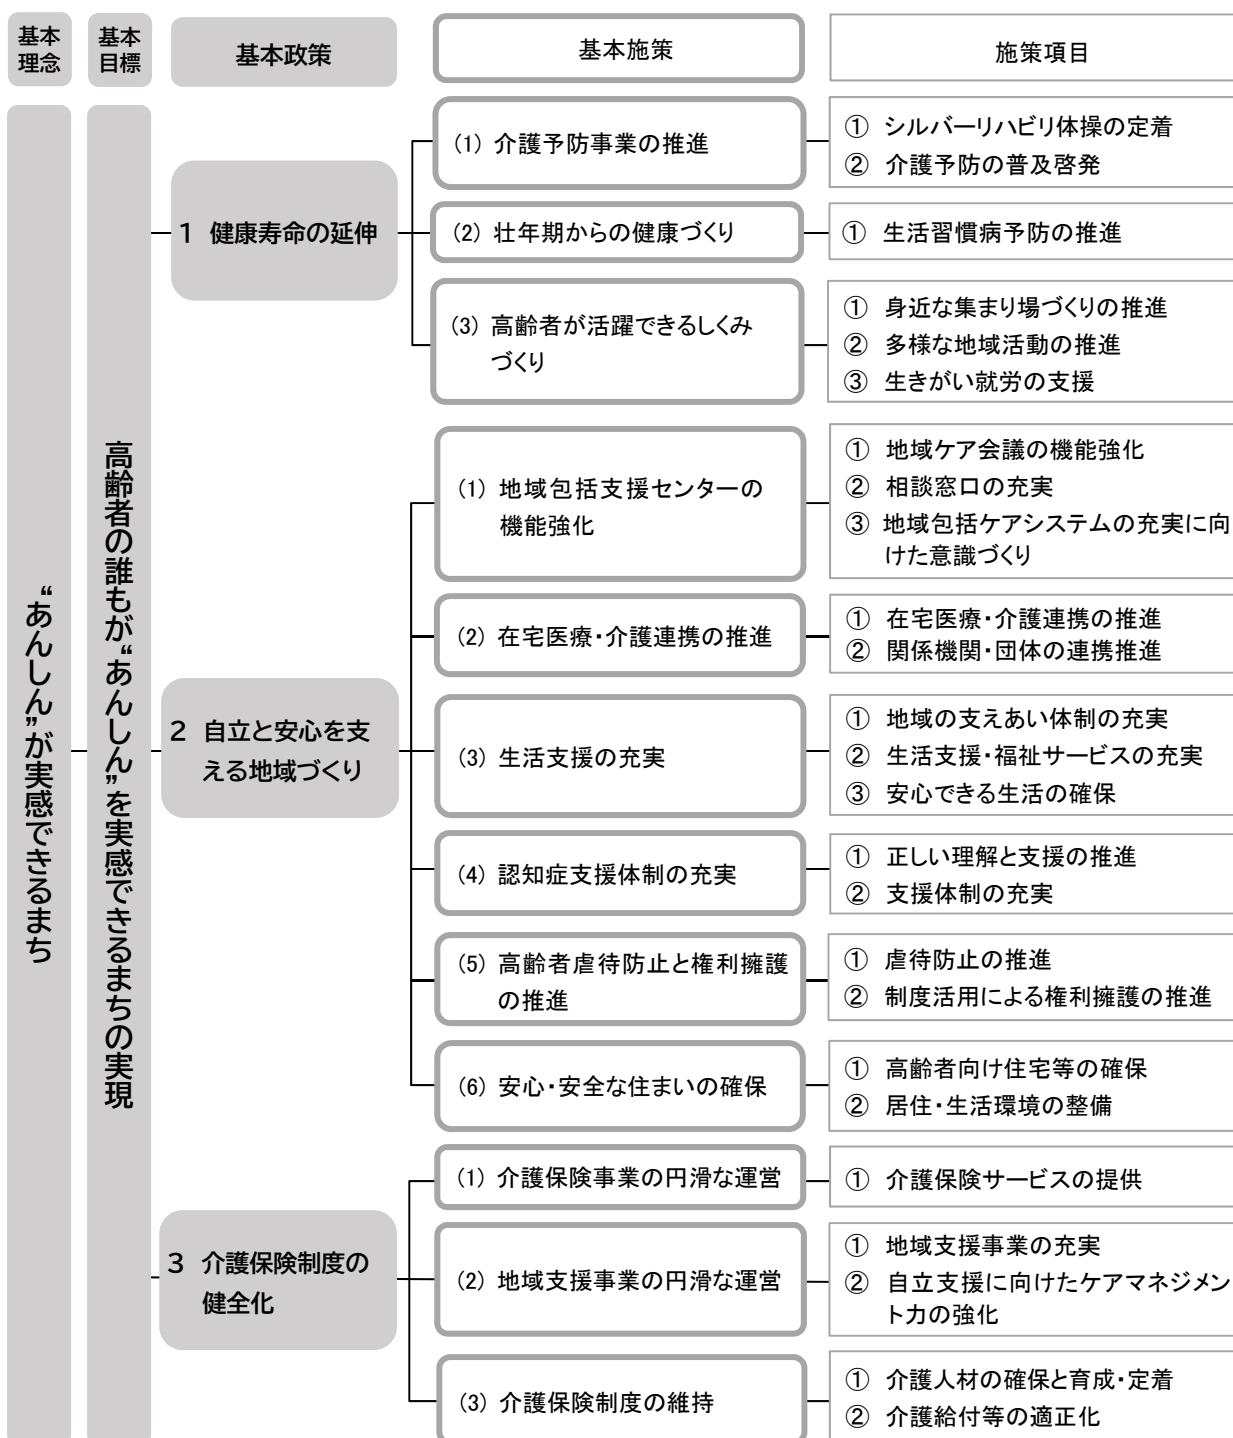 基本
理念
基本
目標
基本政策
基本施策
施策項目
“あんしん”が実感できるまち
高齢者の誰もが“あんしん”を実感できるまちの実現
1 健康寿命の延伸
(1) 介護予防事業の推進
① シルバーリハビリ体操の定着
② 介護予防の普及啓発
(2) 壮年期からの健康づくり
① 生活習慣病予防の推進
(3) 高齢者が活躍できるしくみ
づくり
① 身近な集まり場づくりの推進
② 多様な地域活動の推進
③ 生きがい就労の支援
2 自立と安心を支
える地域づくり
(1) 地域包括支援センターの
機能強化
① 地域ケア会議の機能強化
② 相談窓口の充実
③ 地域包括ケアシステムの充実に向
けた意識づくり
(2) 在宅医療・介護連携の推進
① 在宅医療・介護連携の推進
② 関係機関・団体の連携推進
(3) 生活支援の充実
① 地域の支えあい体制の充実
② 生活支援・福祉サービスの充実
③ 安心できる生活の確保
(4) 認知症支援体制の充実
① 正しい理解と支援の推進
② 支援体制の充実
(5) 高齢者虐待防止と権利擁護
の推進
① 虐待防止の推進
② 制度活用による権利擁護の推進
(6) 安心・安全な住まいの確保
① 高齢者向け住宅等の確保
② 居住・生活環境の整備
3 介護保険制度の
健全化
(1) 介護保険事業の円滑な運営
① 介護保険サービスの提供
(2) 地域支援事業の円滑な運営
① 地域支援事業の充実
② 自立支援に向けたケアマネジメン
ト力の強化
(3) 介護保険制度の維持
① 介護人材の確保と育成・定着
② 介護給付等の適正化